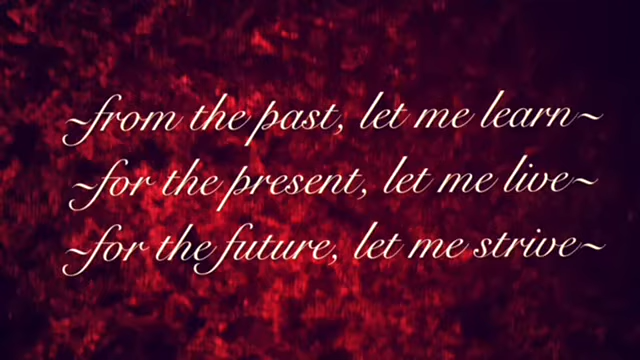 ~from the past, let me learn~
~for the present, let me live~
~for the future, let me strive~